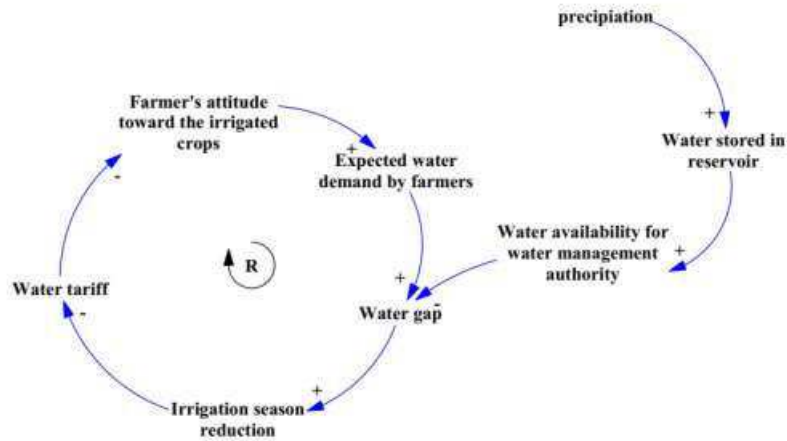 precipiation
Farmer's attitude
toward the irrigated
crops
+
Water stored in
reservoir
+
Expected water
demand by farmers
-
Water availability for
water management
authority
+
R
Water tariff
-
+
Water gap
-
+
Irrigation season
reduction